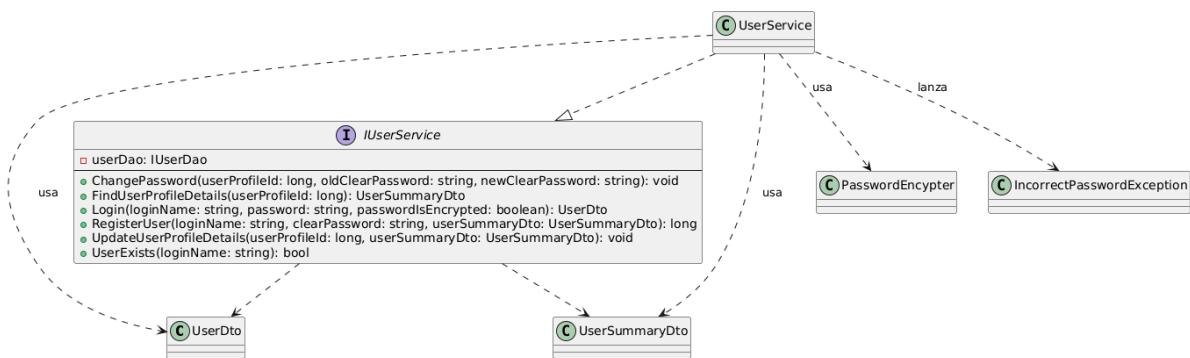 C UserService
usa
lanza
I IUserService
userDao: IUserDao
ChangePassword(userProfileId: long, oldClearPassword: string, newClearPassword: string): void
FindUserProfileDetails(userProfileId: long): UserSummaryDto
Login(loginName: string, password: string, passwordIsEncrypted: boolean): UserDto
RegisterUser(loginName: string, clearPassword: string, userSummaryDto: UserSummaryDto): long
UpdateUserProfileDetails(userProfileId: long, userSummaryDto: UserSummaryDto): void
UserExists(loginName: string): bool
usa
usa
C PasswordEncypter
C IncorrectPasswordException
C UserDto
C UserSummaryDto